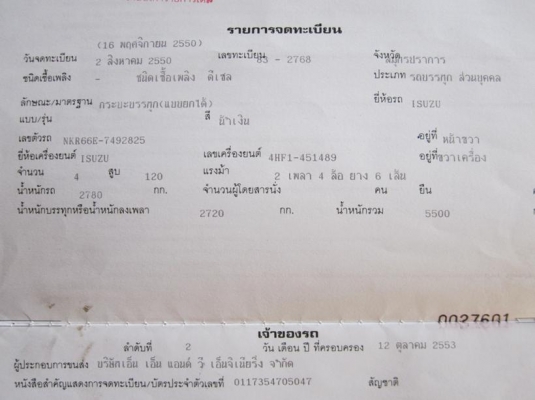 รายการจดทะเบียน
(16 พฤศจิกายน 2550)
วันจดทะเบียน 2 สิงหาคม 2550 เลขทะเบียน 83 - 2768 จังหวัด สมุทรปราการ
ชนิดเชื้อเพลิง - ชนิดเชื้อเพลิง ดีเซล ประเภท รถบรรทุก ส่วนบุคคล
ลักษณะ/มาตรฐาน กระบะบรรทุก(แบบยกได้) ยี่ห้อรถ ISUZU
แบบ/รุ่น สี น้ำเงิน
เลขตัวรถ NKR66E-7492825 อยู่ที่ หน้าขวา
ยี่ห้อเครื่องยนต์ ISUZU เลขเครื่องยนต์ 4HF1-451489 อยู่ที่ ขวาเครื่อง
จำนวน 4 สูบ 120 แรงม้า 2 เพลา 4 ล้อ ยาง 6 เส้น
น้ำหนักรถ 2780 กก. จำนวนผู้โดยสารนั่ง คน ยืน
น้ำหนักบรรทุกหรือน้ำหนักลงเพลา 2720 กก. น้ำหนักรวม 5500
0037601
เจ้าของรถ
ลำดับที่ 2 วัน เดือน ปี ที่ครอบครอง 12 ตุลาคม 2553
ผู้ประกอบการขนส่ง บริษัทเอ็น เอ็น แอนด์ วี เอ็นจิเนียริ่ง จำกัด
หนังสือสำคัญแสดงการจดทะเบียน/บัตรประจำตัวเลขที่ 0117354705047 สัญชาติ